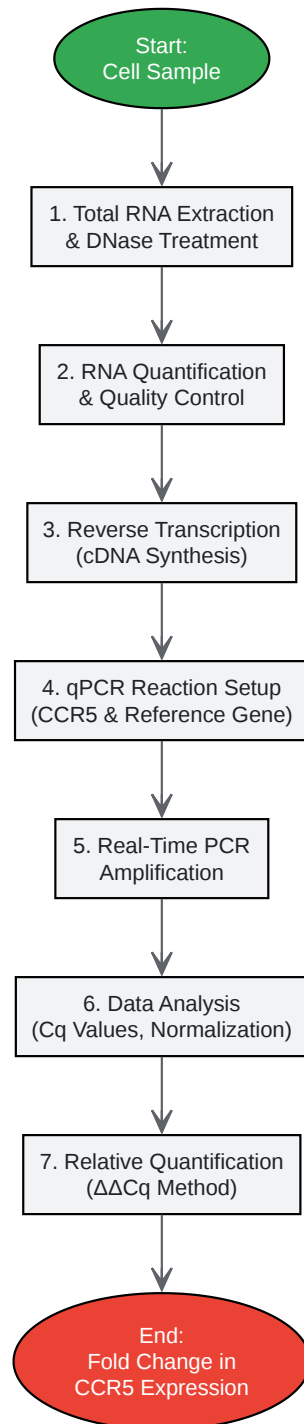 Start:
Cell Sample
1. Total RNA Extraction
& DNase Treatment
2. RNA Quantification
& Quality Control
3. Reverse Transcription
(cDNA Synthesis)
4. qPCR Reaction Setup
(CCR5 & Reference Gene)
5. Real-Time PCR
Amplification
6. Data Analysis
(Cq Values, Normalization)
7. Relative Quantification
(ΔΔCq Method)
End:
Fold Change in
CCR5 Expression